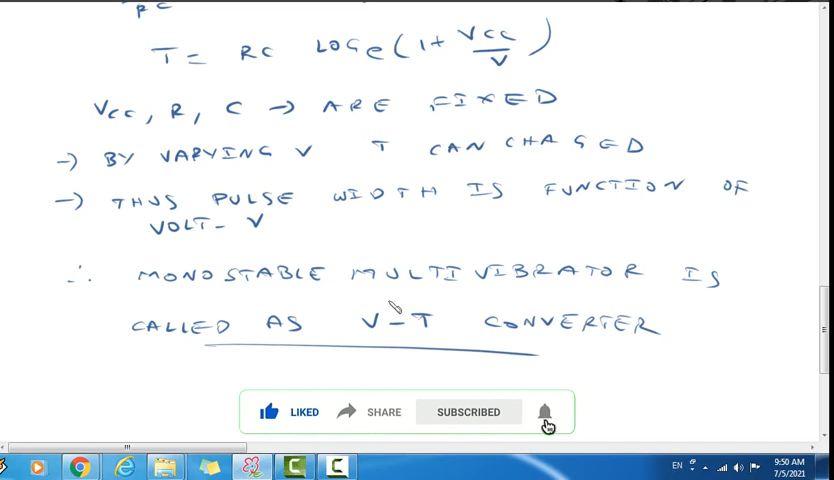 RC
T = RC LOGe (1 + VCC/V)
VCC, R, C → ARE FIXED
→ BY VARYING V T CAN CHAGED
→ THUS PULSE WIDTH IS FUNCTION OF
VOLT- V
∴ MONOSTABLE MULTIVIBRATOR IS
CALLED AS V-T CONVERTER
LIKED SHARE SUBSCRIBED
EN 9:50 AM
7/5/2021